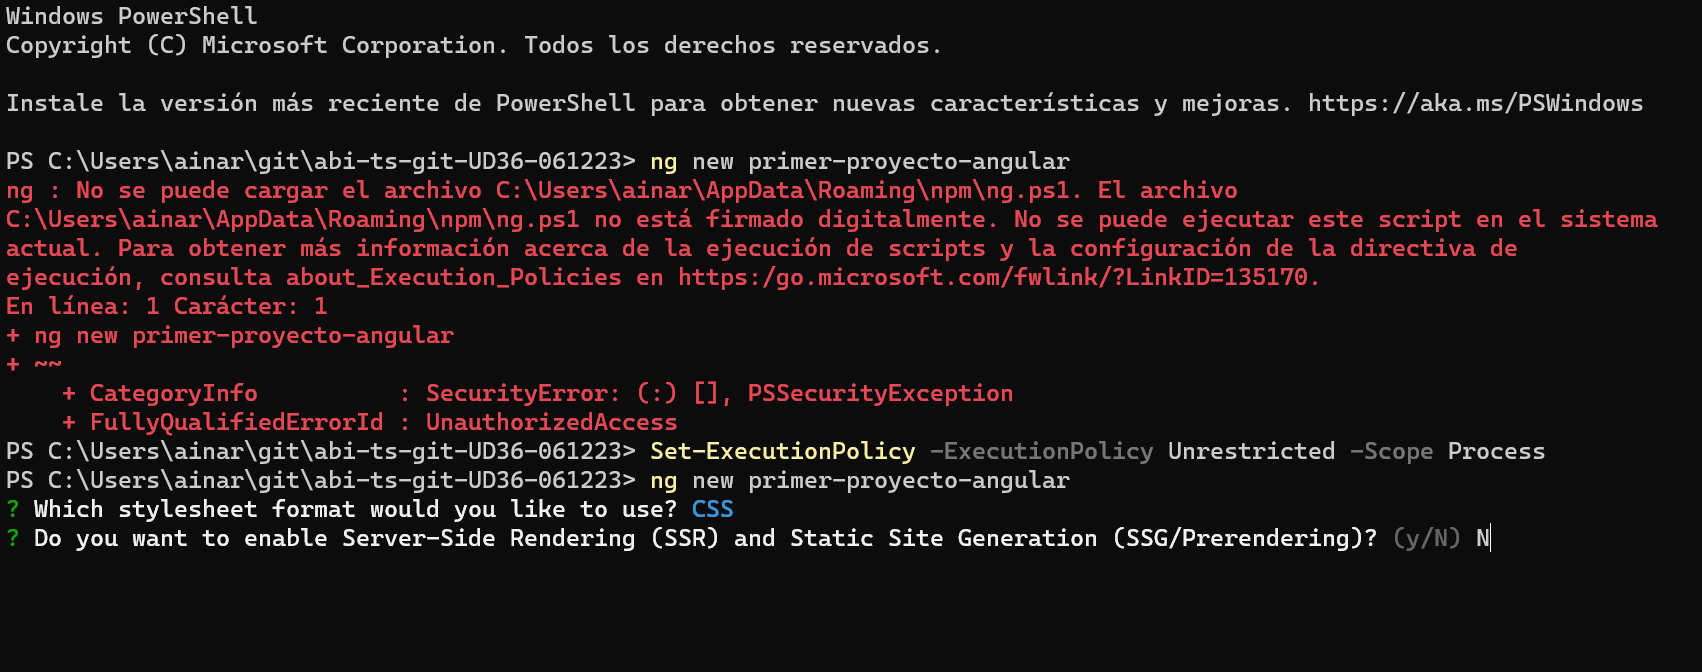 Windows PowerShell
Copyright (C) Microsoft Corporation. Todos los derechos reservados.
Instale la versión más reciente de PowerShell para obtener nuevas características y mejoras. https://aka.ms/PSWindows
PS C:\Users\ainar\git\abi-ts-git-UD36-061223> ng new primer-proyecto-angular
ng : No se puede cargar el archivo C:\Users\ainar\AppData\Roaming\npm\ng.ps1. El archivo
C:\Users\ainar\AppData\Roaming\npm\ng.ps1 no está firmado digitalmente. No se puede ejecutar este script en el sistema
actual. Para obtener más información acerca de la ejecución de scripts y la configuración de la directiva de
ejecución, consulta about_Execution_Policies en https:/go.microsoft.com/fwlink/?LinkID=135170.
En línea: 1 Carácter: 1
+ ng new primer-proyecto-angular
+ ~~
    + CategoryInfo          : SecurityError: (:) [], PSSecurityException
    + FullyQualifiedErrorId : UnauthorizedAccess
PS C:\Users\ainar\git\abi-ts-git-UD36-061223> Set-ExecutionPolicy -ExecutionPolicy Unrestricted -Scope Process
PS C:\Users\ainar\git\abi-ts-git-UD36-061223> ng new primer-proyecto-angular
? Which stylesheet format would you like to use? CSS
? Do you want to enable Server-Side Rendering (SSR) and Static Site Generation (SSG/Prerendering)? (y/N) N